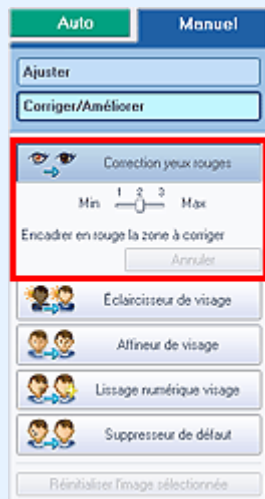 Auto Manuel
Ajuster
Corriger/Améliorer
Correction yeux rouges
1 2 3
Min Max
Encadrer en rouge la zone à corriger
Annuler
Éclaircisseur de visage
Affineur de visage
Lissage numérique visage
Suppresseur de défaut
Réinitialiser l'image sélectionnée